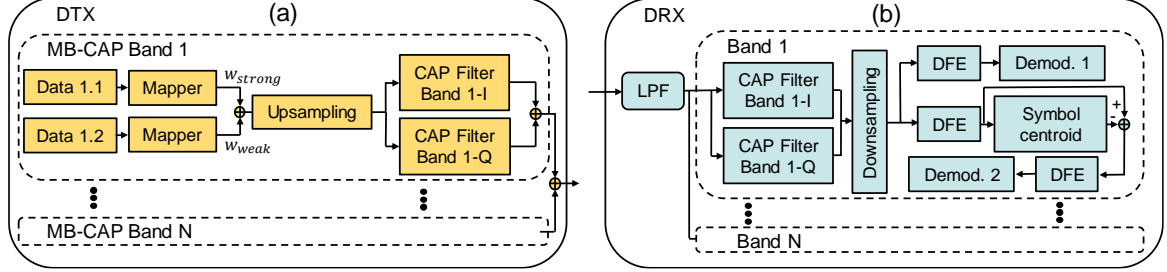 DTX
(a)
MB-CAP Band 1
Data 1.1
Mapper
w_strong
Data 1.2
Mapper
w_weak
Upsampling
CAP Filter
Band 1-I
CAP Filter
Band 1-Q
MB-CAP Band N
DRX
(b)
LPF
Band 1
CAP Filter
Band 1-I
CAP Filter
Band 1-Q
Downsampling
DFE
Demod. 1
DFE
Symbol
centroid
+
-
Demod. 2
DFE
Band N